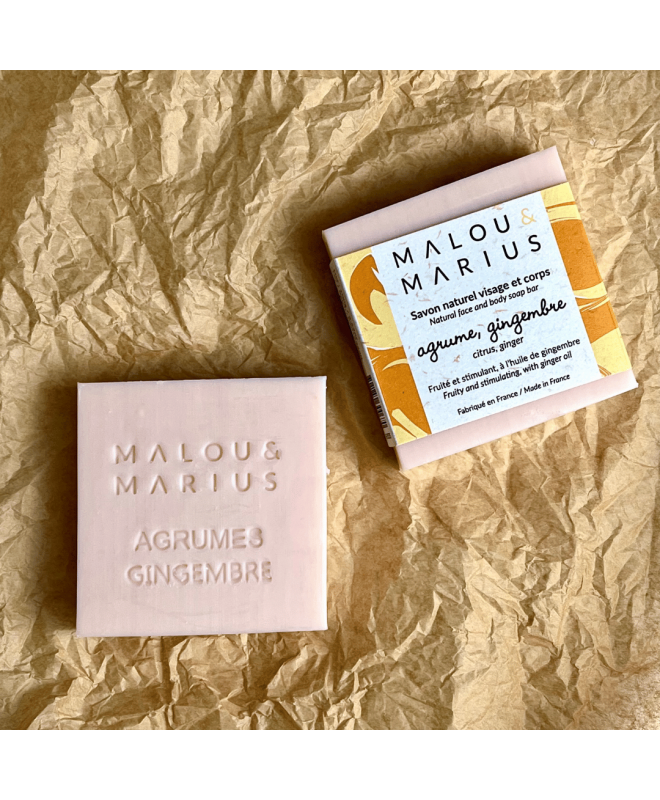 MALOU &
MARIUS
Savon naturel visage et corps
Natural face and body soap bar
agrume, gingembre
citrus, ginger
Fruité et stimulant, à l'huile de gingembre
Fruity and stimulating, with ginger oil
Fabriqué en France / Made in France
MALOU&
MARIUS
AGRUMES
GINGEMBRE